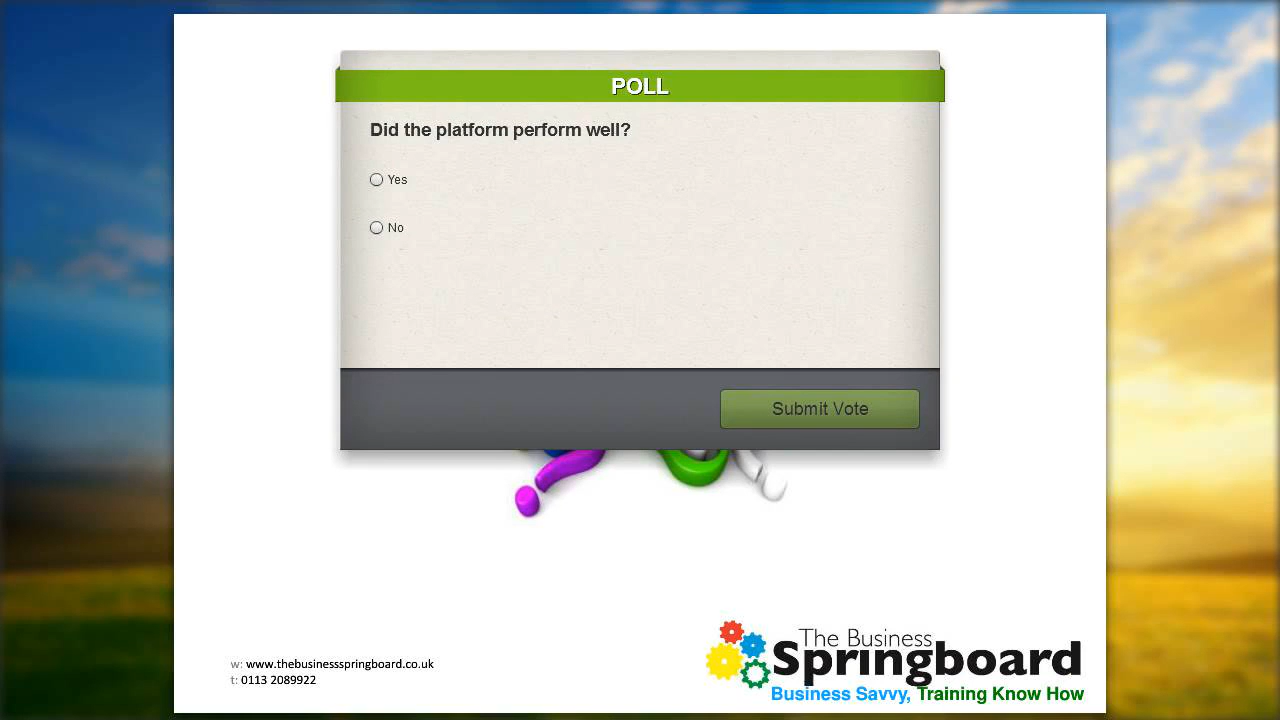 POLL
Did the platform perform well?
Yes
No
Submit Vote
w: www.thebusinessspringboard.co.uk
t: 0113 2089922
The Business
Springboard
Business Savvy, Training Know How